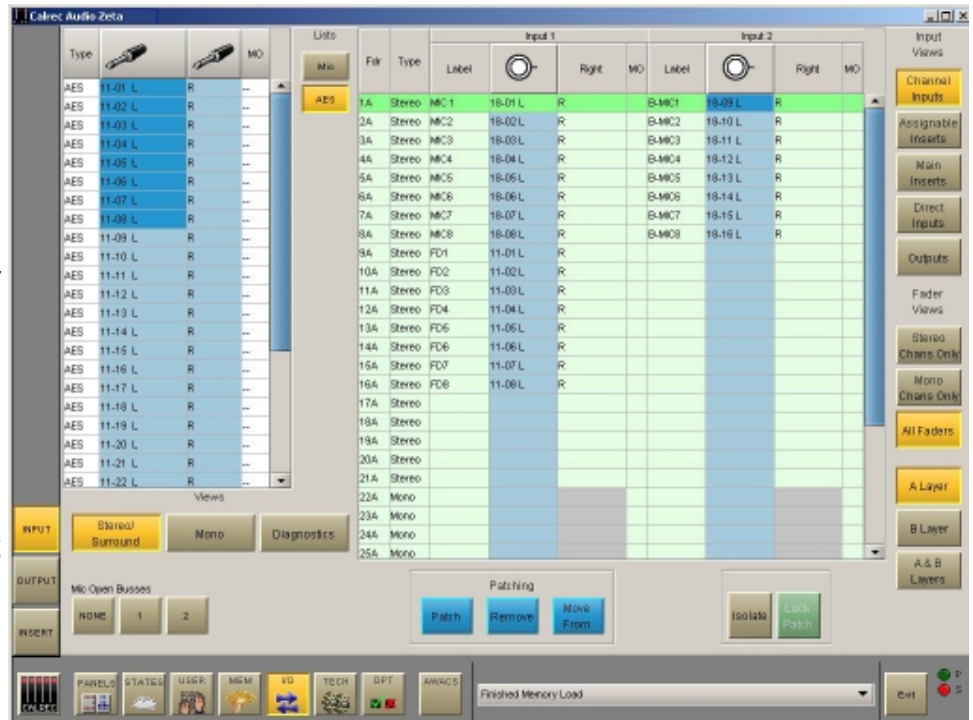 Calrec Audio Zeta
Type MO
AES 11-01 L R
AES 11-02 L R ...
AES 11-03 L R ...
AES 11-04 L R ...
AES 11-05 L R ...
AES 11-06 L R ...
AES 11-07 L R ...
AES 11-08 L R ...
AES 11-09 L R ...
AES 11-10 L R ...
AES 11-11 L R ...
AES 11-12 L R ...
AES 11-13 L R ...
AES 11-14 L R ...
AES 11-15 L R ...
AES 11-16 L R ...
AES 11-17 L R ...
AES 11-18 L R ...
AES 11-19 L R ...
AES 11-20 L R ...
AES 11-21 L R ...
AES 11-22 L R ...
Views
Stereo/
Surround
Mono
Diagnostics
Lists
Mic
AES
Input 1 Input 2
Fdr Type Label Right MO Label Right MO
1A Stereo MIC 1 18-01 L R B-MIC1 18-09 L R
2A Stereo MIC2 18-02 L R B-MIC2 18-10 L R
3A Stereo MIC3 18-03 L R B-MIC3 18-11 L R
4A Stereo MIC4 18-04 L R B-MIC4 18-12 L R
5A Stereo MIC5 18-05 L R B-MIC5 18-13 L R
6A Stereo MIC6 18-06 L R B-MIC6 18-14 L R
7A Stereo MIC7 18-07 L R B-MIC7 18-15 L R
8A Stereo MIC8 18-08 L R B-MIC8 18-16 L R
9A Stereo FD1 11-01 L R
10A Stereo FD2 11-02 L R
11A Stereo FD3 11-03 L R
12A Stereo FD4 11-04 L R
13A Stereo FD5 11-05 L R
14A Stereo FD6 11-06 L R
15A Stereo FD7 11-07 L R
16A Stereo FD8 11-08 L R
17A Stereo
18A Stereo
19A Stereo
20A Stereo
21A Stereo
22A Mono
23A Mono
24A Mono
25A Mono
Input
Views
Channel
Inputs
Assignable
Inserts
Main
Inserts
Direct
Inputs
Outputs
Fader
Views
Stereo
Chans Only
Mono
Chans Only
All Faders
A Layer
B Layer
A & B
Layers
INPUT
OUTPUT
INSERT
Mic Open Busses
NONE 1 2
Patching
Patch
Remove
Move
From
Isolate
Lock
Patch
CALREC
PANELS STATES USER MEM I/O TECH OPT AWACS
Finished Memory Load
Exit
P
S